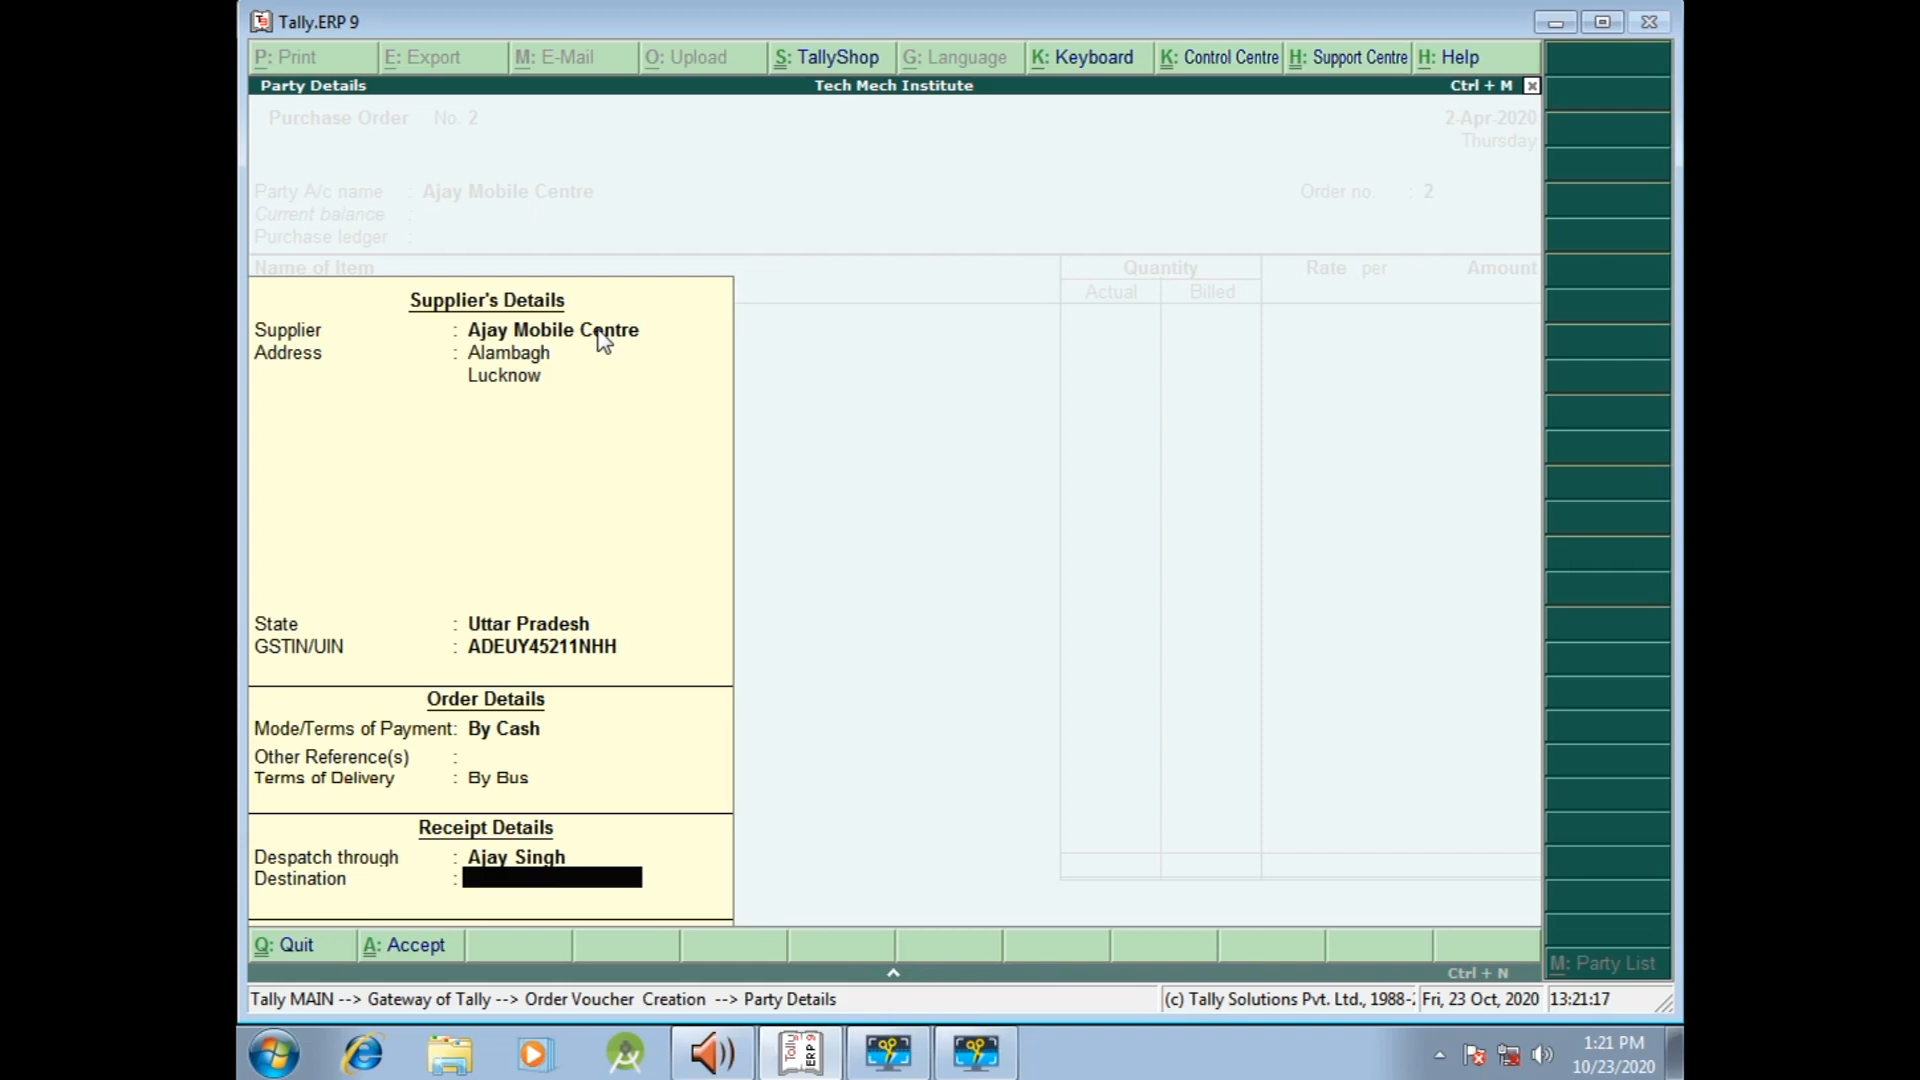 Tally.ERP 9
P: Print E: Export M: E-Mail O: Upload S: TallyShop G: Language K: Keyboard K: Control Centre H: Support Centre H: Help
Party Details Tech Mech Institute Ctrl + M
Purchase Order No. 2 2-Apr-2020
Thursday
Party A/c name : Ajay Mobile Centre Order no. : 2
Current balance :
Purchase ledger :
Name of Item Quantity Rate per Amount
Actual Billed
Supplier's Details
Supplier : Ajay Mobile Centre
Address : Alambagh
Lucknow
State : Uttar Pradesh
GSTIN/UIN : ADEUY45211NHH
Order Details
Mode/Terms of Payment: By Cash
Other Reference(s) :
Terms of Delivery : By Bus
Receipt Details
Despatch through : Ajay Singh
Destination :
Q: Quit A: Accept
Ctrl + N M: Party List
Tally MAIN --> Gateway of Tally --> Order Voucher Creation --> Party Details (c) Tally Solutions Pvt. Ltd., 1988-2 Fri, 23 Oct, 2020 13:21:17
Tally ERP 9
1:21 PM
10/23/2020